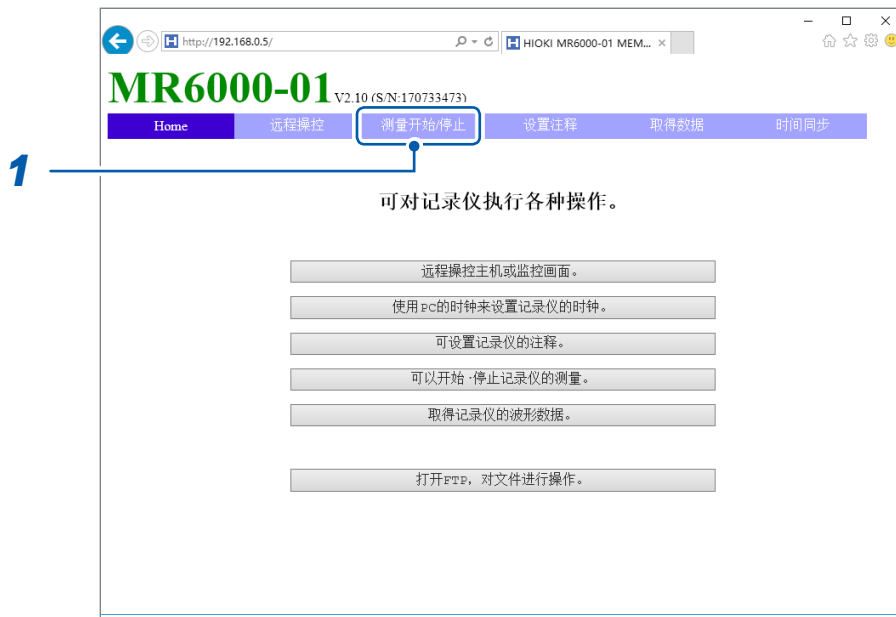 http://192.168.0.5/
HIOKI MR6000-01 MEM...
MR6000-01 V2.10 (S/N:170733473)
Home 远程操控 测量开始/停止 设置注释 取得数据 时间同步
1
可对记录仪执行各种操作。
远程操控主机或监控画面。
使用PC的时钟来设置记录仪的时钟。
可设置记录仪的注释。
可以开始·停止记录仪的测量。
取得记录仪的波形数据。
打开FTP，对文件进行操作。